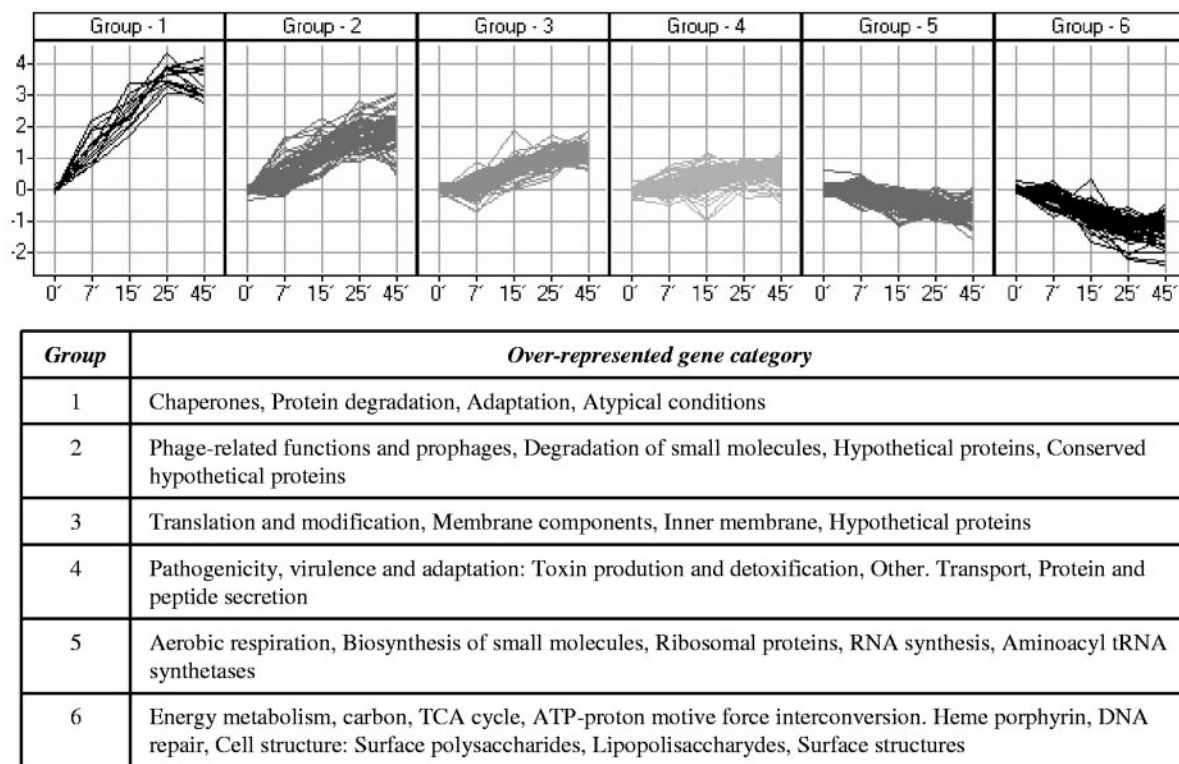 Group - 1 Group - 2 Group - 3 Group - 4 Group - 5 Group - 6
4
3
2
1
0
-1
-2
0' 7' 15' 25' 45' 0' 7' 15' 25' 45' 0' 7' 15' 25' 45' 0' 7' 15' 25' 45' 0' 7' 15' 25' 45' 0' 7' 15' 25' 45'
Group Over-represented gene category
1 Chaperones, Protein degradation, Adaptation, Atypical conditions
2 Phage-related functions and prophages, Degradation of small molecules, Hypothetical proteins, Conserved
hypothetical proteins
3 Translation and modification, Membrane components, Inner membrane, Hypothetical proteins
4 Pathogenicity, virulence and adaptation: Toxin prodution and detoxification, Other. Transport, Protein and
peptide secretion
5 Aerobic respiration, Biosynthesis of small molecules, Ribosomal proteins, RNA synthesis, Aminoacyl tRNA
synthetases
6 Energy metabolism, carbon, TCA cycle, ATP-proton motive force interconversion. Heme porphyrin, DNA
repair, Cell structure: Surface polysaccharides, Lipopolisaccharydes, Surface structures